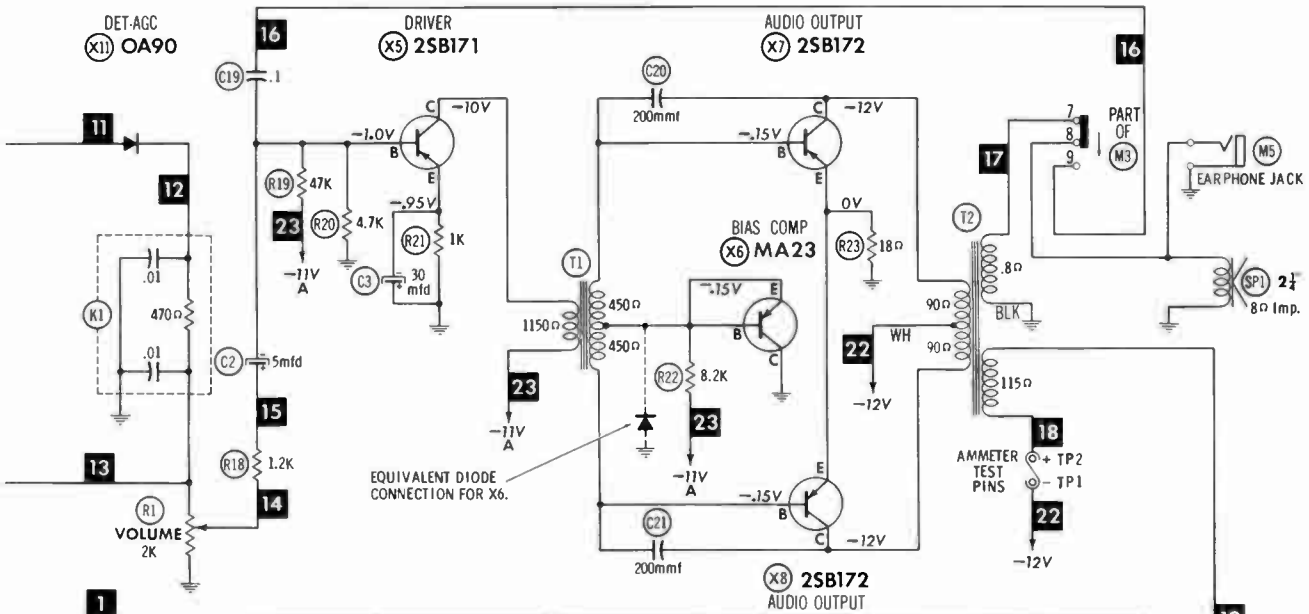 DET-AGC
X11 OA90
16
DRIVER
X5 2SB171
AUDIO OUTPUT
X7 2SB172
16
C19 .1
C20
200mmf
C
-10V
C
-12V
7
8
9
PART
OF
M3
M5
EARPHONE JACK
11
-1.0V
B
E
-.15V
B
E
17
12
R19 47K
-.95V
0V
T2
23
R20 4.7K
R21 1K
BIAS COMP
X6 MA23
R23 18Ω
.8Ω
SP1 2¼
8Ω Imp.
-11V
A
C3 30
mfd
T1
-.15V
E
BLK
.01
K1
470Ω
.01
1150Ω
450Ω
450Ω
B
C
90Ω
90Ω
22
WH
C2 5mfd
R22 8.2K
-12V
115Ω
23
23
15
-11V
A
-11V
A
18
R18 1.2K
EQUIVALENT DIODE
CONNECTION FOR X6.
AMMETER
TEST
PINS
+ TP2
- TP1
13
14
-.15V
B
E
C
22
R1
VOLUME
2K
C21
200mmf
-12V
-12V
X8 2SB172
AUDIO OUTPUT
1